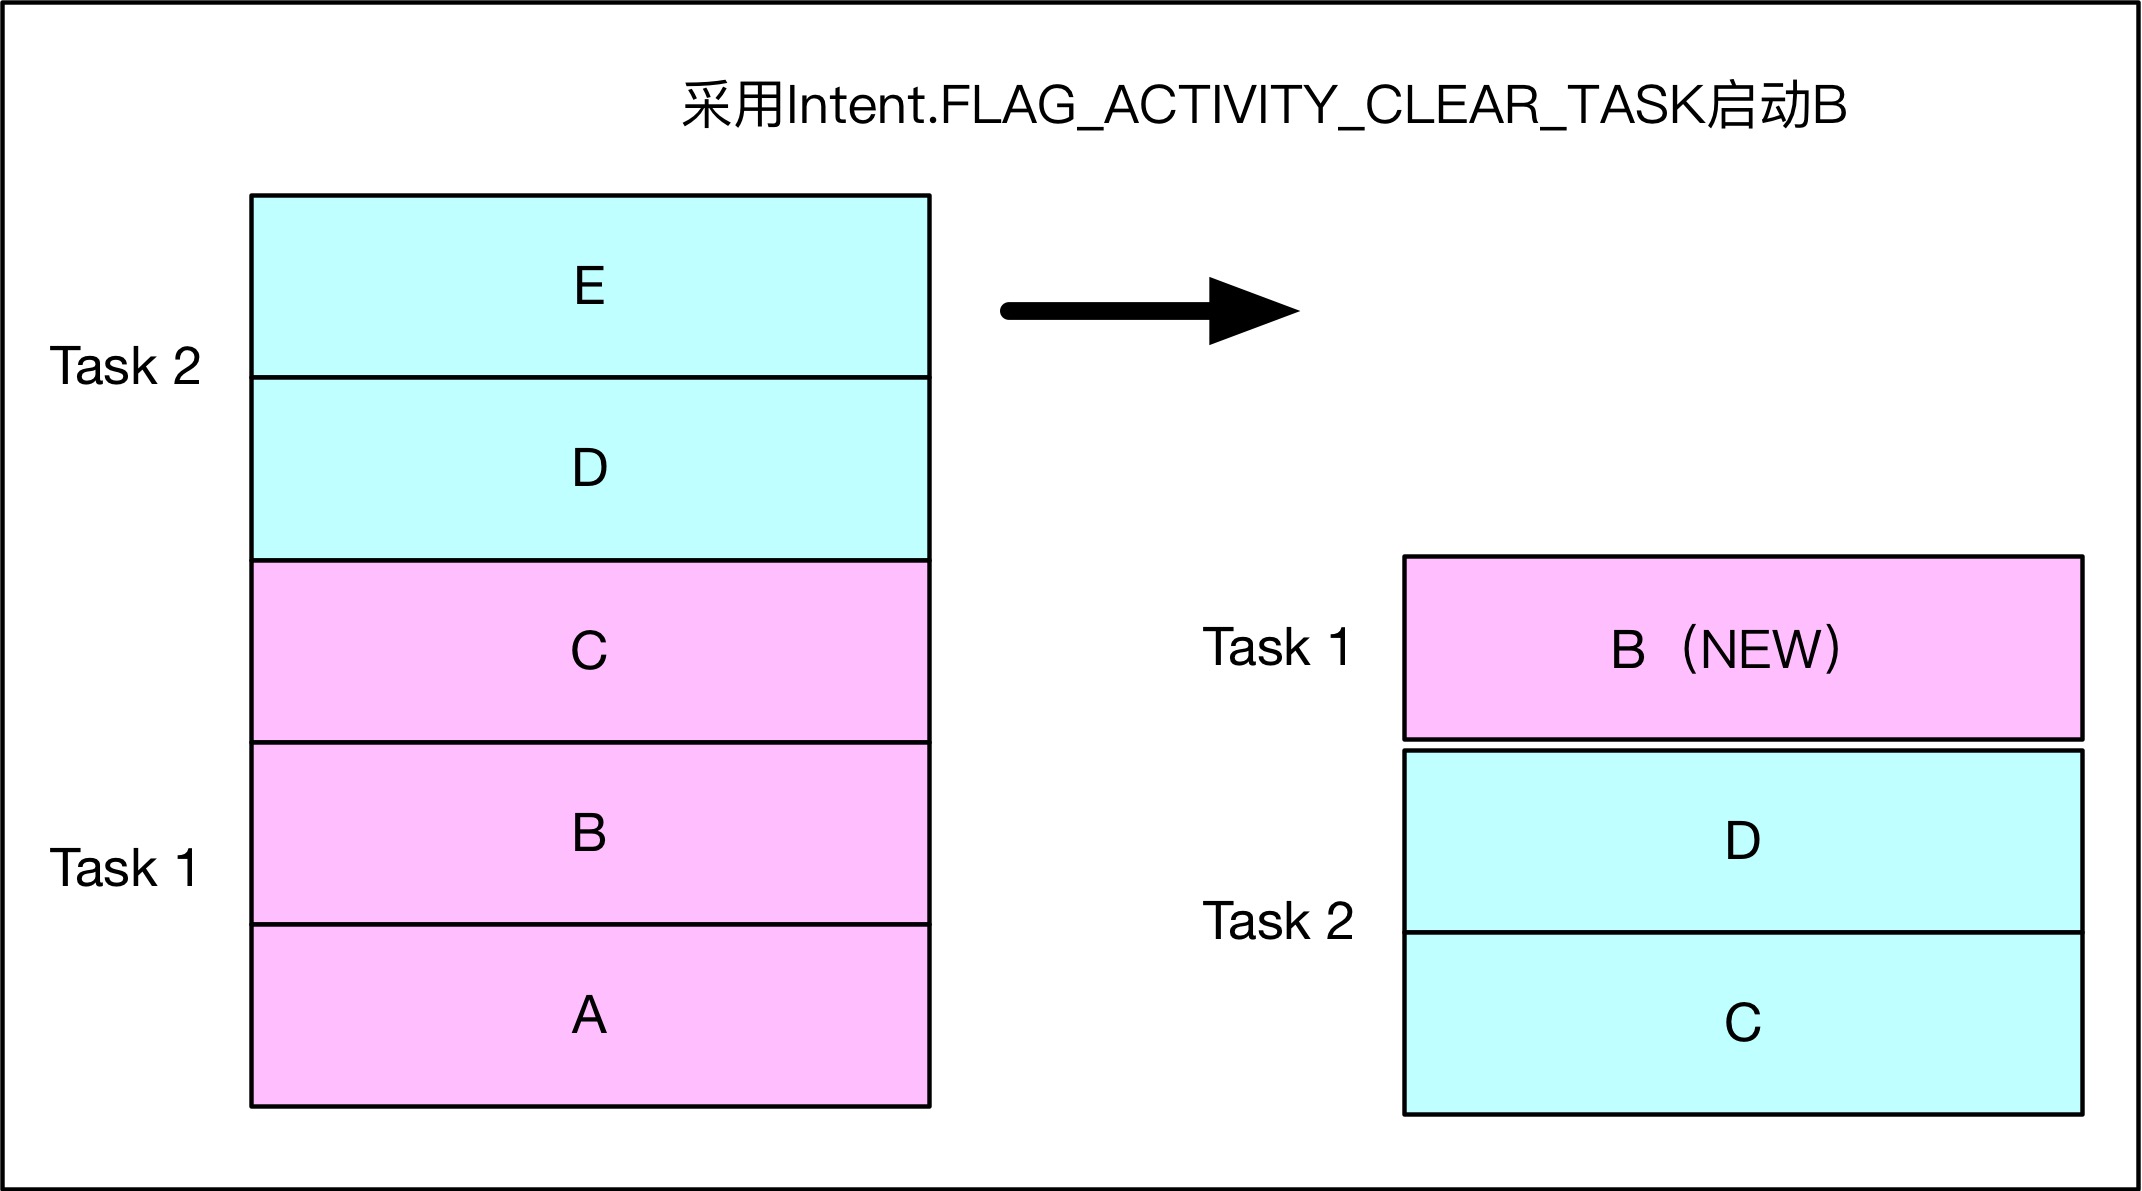 采用Intent.FLAG_ACTIVITY_CLEAR_TASK启动B
E
Task 2
D
C
B
Task 1
A
Task 1
B（NEW）
D
Task 2
C